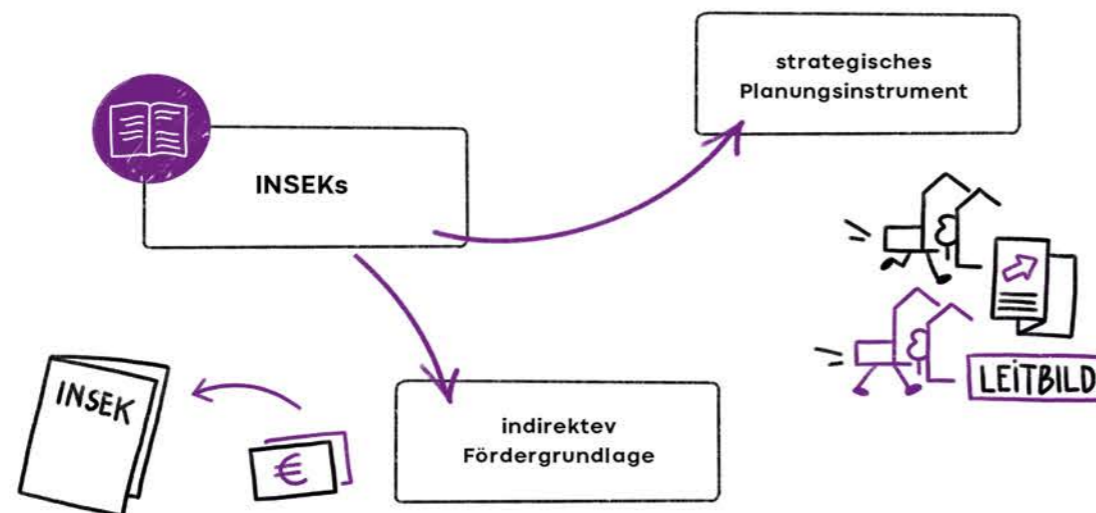 strategisches
Planungsinstrument
INSEKs
INSEK
€
LEITBILD
indirektev
Fördergrundlage